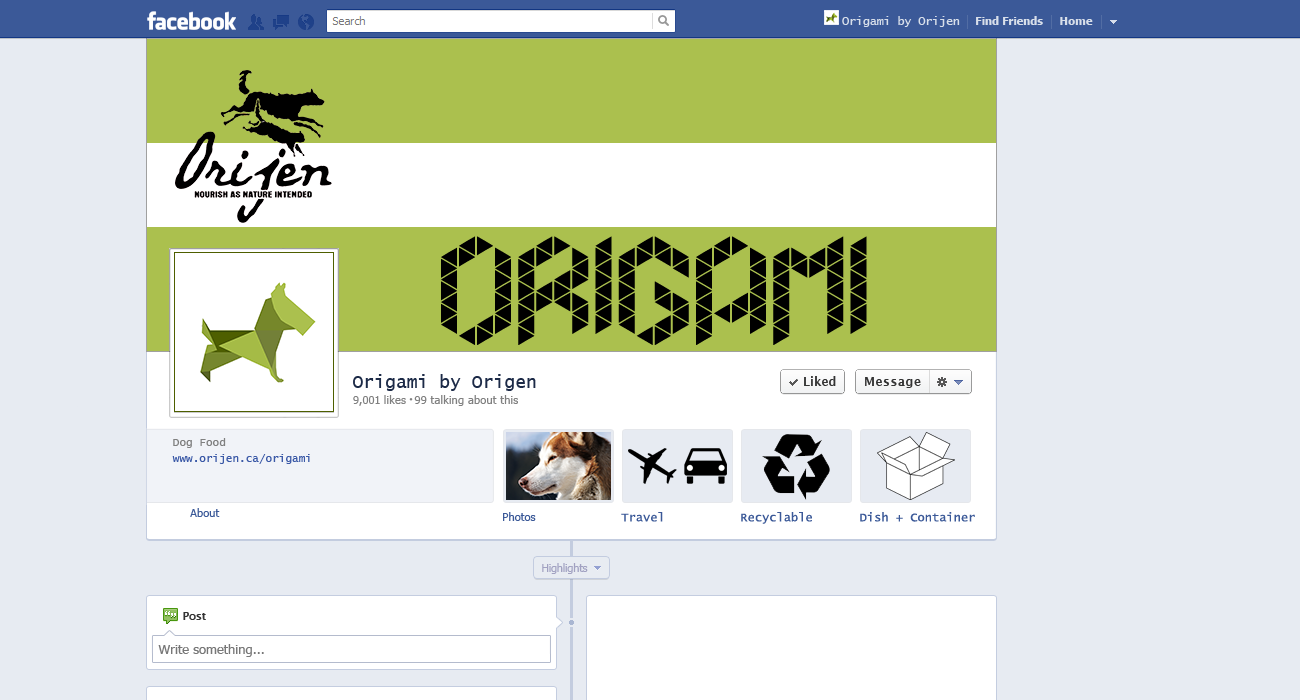 facebook
Search
Origami by Orijen
Find Friends
Home
Orijen
NOURISH AS NATURE INTENDED
ORIGAMI
Origami by Origen
9,001 likes · 99 talking about this
Liked
Message
Dog Food
www.orijen.ca/origami
About
Photos
Travel
Recyclable
Dish + Container
Highlights
Post
Write something...